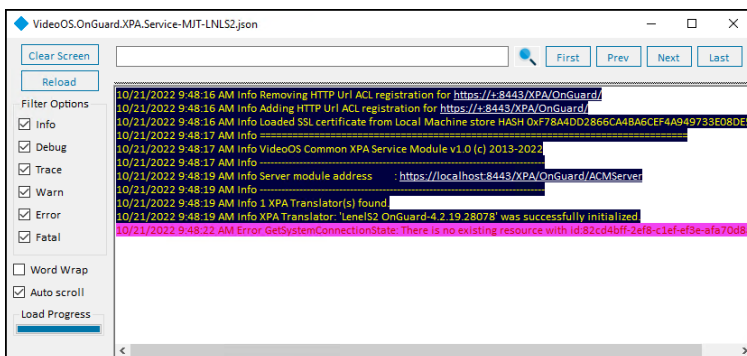 VideoOS.OnGuard.XPA.Service-MJT-LNLS2.json
Clear Screen
First
Prev
Next
Last
Reload
Filter Options
Info
Debug
Trace
Warn
Error
Fatal
Word Wrap
Auto scroll
Load Progress
10/21/2022 9:48:16 AM Info Removing HTTP Url ACL registration for https://+:8443/XPA/OnGuard/
10/21/2022 9:48:16 AM Info Adding HTTP Url ACL registration for https://+:8443/XPA/OnGuard/
10/21/2022 9:48:16 AM Info Loaded SSL certificate from Local Machine store HASH 0xF78A4DD2866CA4BA6CEF4A949733E08DE
10/21/2022 9:48:17 AM Info ================================================================================
10/21/2022 9:48:17 AM Info VideoOS Common XPA Service Module v1.0 (c) 2013-2022
10/21/2022 9:48:17 AM Info ------------------------------------------------------------
10/21/2022 9:48:19 AM Info Server module address : https://localhost:8443/XPA/OnGuard/ACMServer
10/21/2022 9:48:19 AM Info ------------------------------------------------------------
10/21/2022 9:48:19 AM Info 1 XPA Translator(s) found.
10/21/2022 9:48:19 AM Info XPA Translator: 'LenelS2 OnGuard-4.2.19.28078' was successfully initialized.
10/21/2022 9:48:22 AM Error GetSystemConnectionState: There is no existing resource with id:82cd4bff-2ef8-c1ef-ef3e-afa70d8